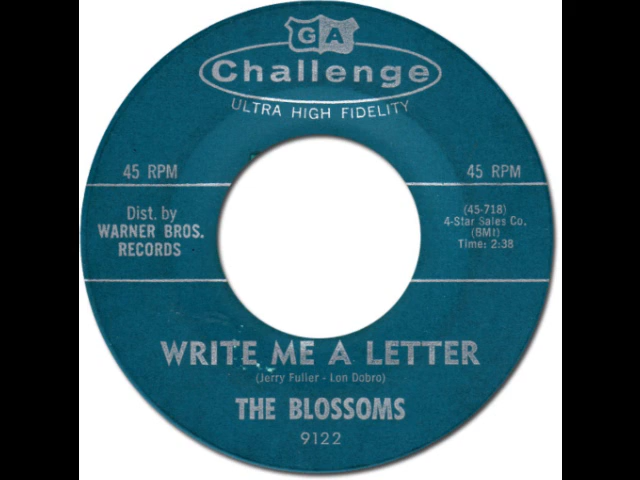 GA
Challenge
ULTRA HIGH FIDELITY
45 RPM
45 RPM
Dist. by
WARNER BROS.
RECORDS
(45-718)
4-Star Sales Co.
(BMI)
Time: 2:38
WRITE ME A LETTER
(Jerry Fuller - Lon Dobro)
THE BLOSSOMS
9122